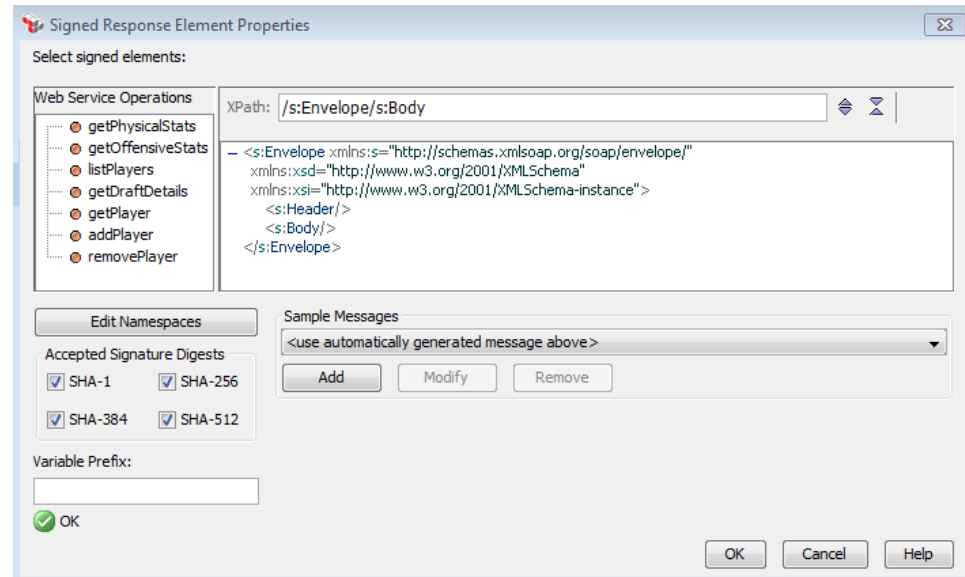 Signed Response Element Properties
Select signed elements:
Web Service Operations
getPhysicalStats
getOffensiveStats
listPlayers
getDraftDetails
getPlayer
addPlayer
removePlayer
XPath: /s:Envelope/s:Body
– <s:Envelope xmlns:s="http://schemas.xmlsoap.org/soap/envelope/"
xmlns:xsd="http://www.w3.org/2001/XMLSchema"
xmlns:xsi="http://www.w3.org/2001/XMLSchema-instance">
<s:Header/>
<s:Body/>
</s:Envelope>
Edit Namespaces
Accepted Signature Digests
SHA-1 SHA-256
SHA-384 SHA-512
Sample Messages
<use automatically generated message above>
Add Modify Remove
Variable Prefix:
OK
OK Cancel Help